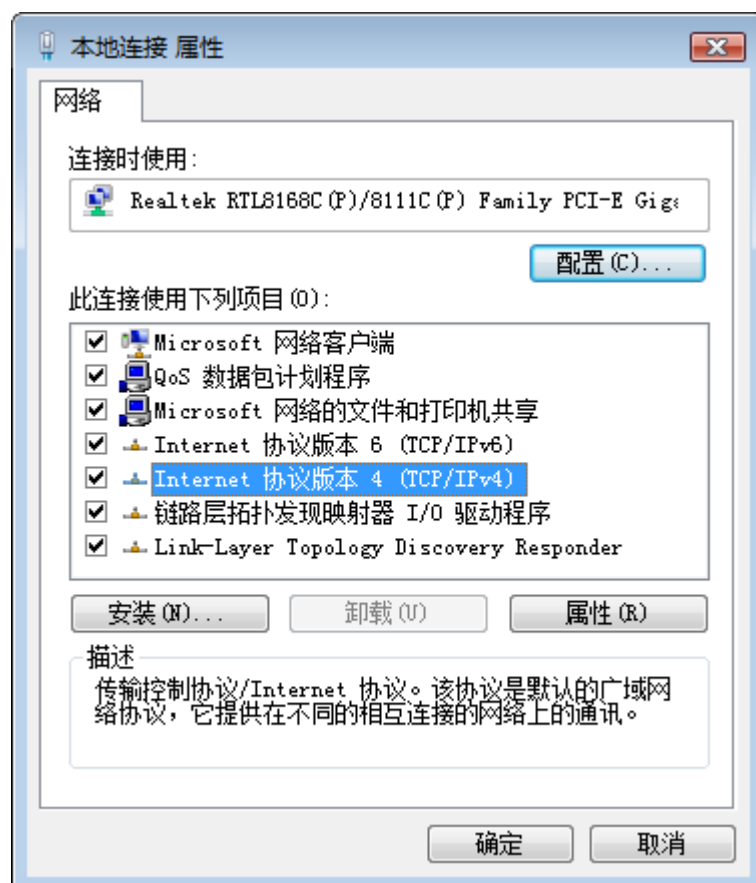 本地连接 属性
网络
连接时使用:
Realtek RTL8168C(P)/8111C(P) Family PCI-E Giga
配置(C)...
此连接使用下列项目(O):
Microsoft 网络客户端
QoS 数据包计划程序
Microsoft 网络的文件和打印机共享
Internet 协议版本 6 (TCP/IPv6)
Internet 协议版本 4 (TCP/IPv4)
链路层拓扑发现映射器 I/O 驱动程序
Link-Layer Topology Discovery Responder
安装(N)...
卸载(U)
属性(R)
描述
传输控制协议/Internet 协议。该协议是默认的广域网
络协议，它提供在不同的相互连接的网络上的通讯。
确定
取消